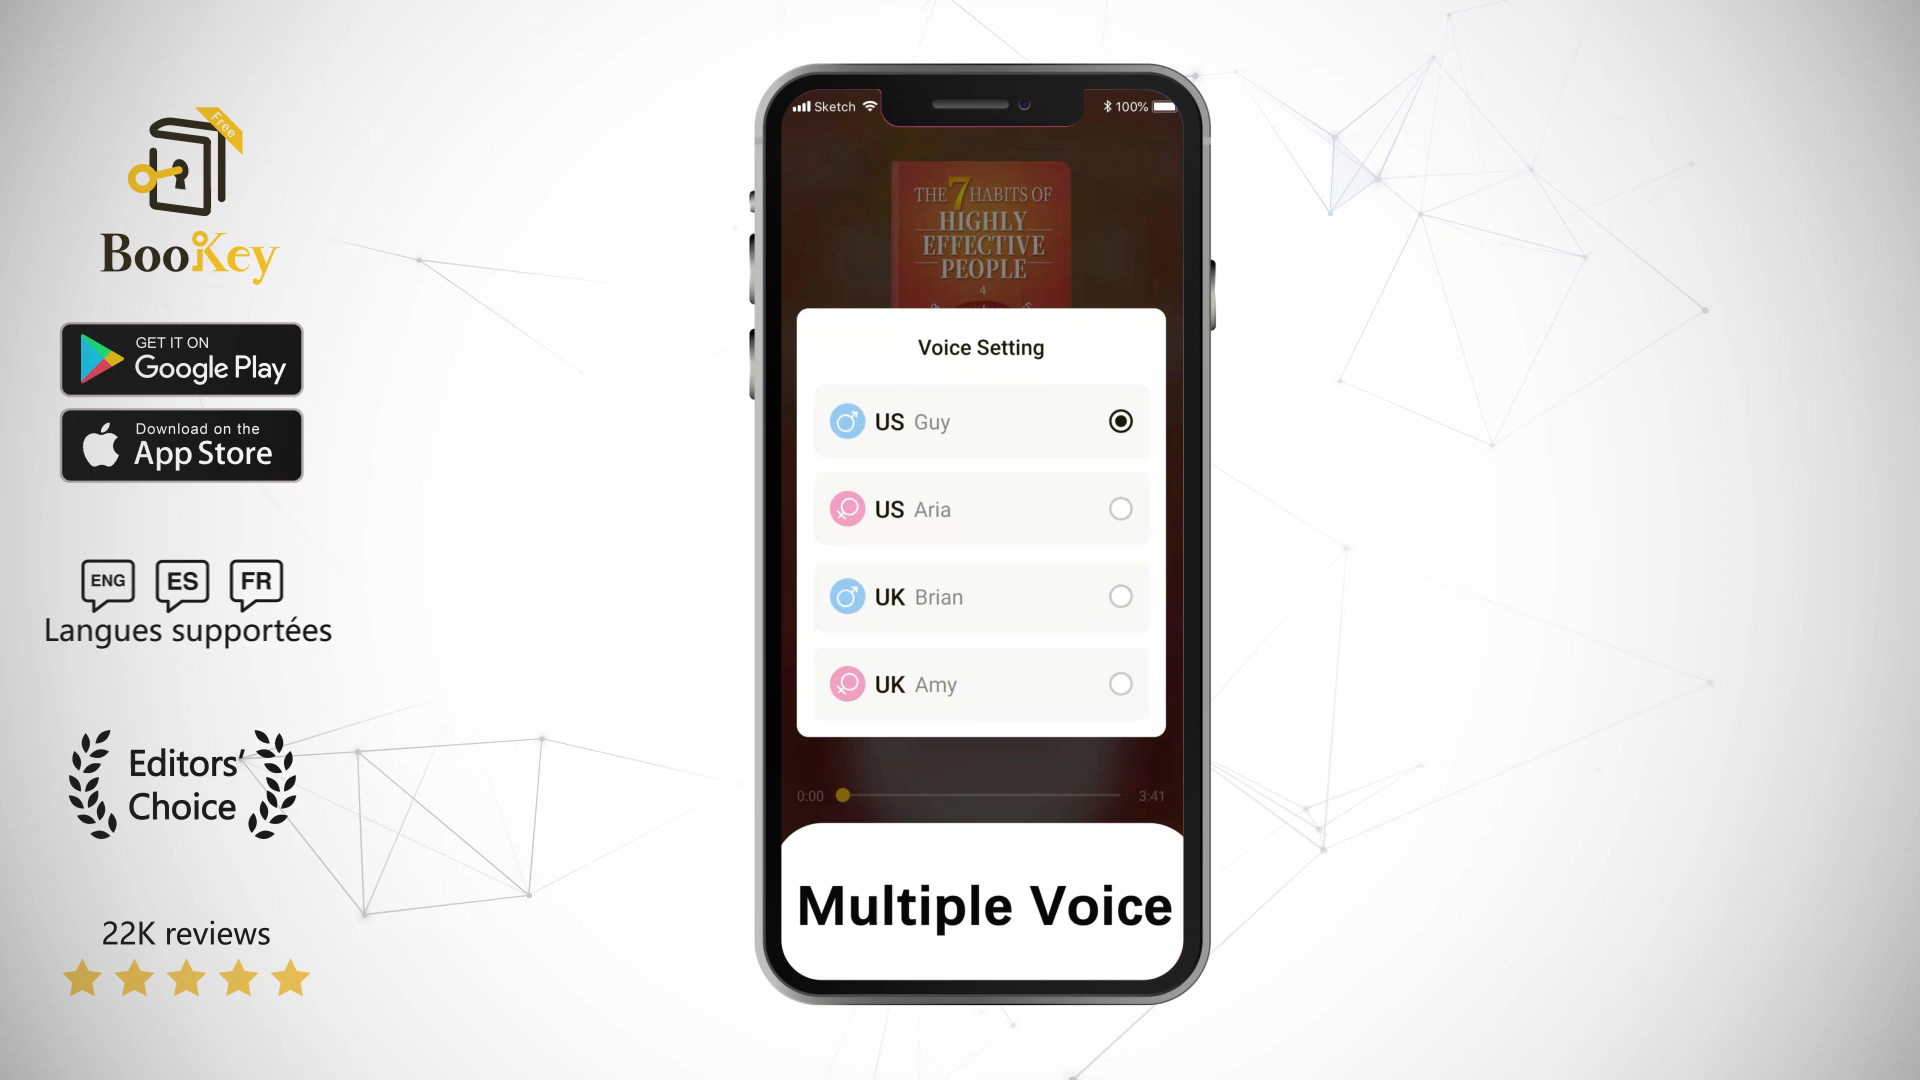 Free
BooKey
GET IT ON
Google Play
Download on the
App Store
ENG ES FR
Langues supportées
Editors'
Choice
22K reviews
Sketch 100%
THE 7 HABITS OF
HIGHLY
EFFECTIVE
PEOPLE
4
Voice Setting
US Guy
US Aria
UK Brian
UK Amy
0:00 3:41
Multiple Voice